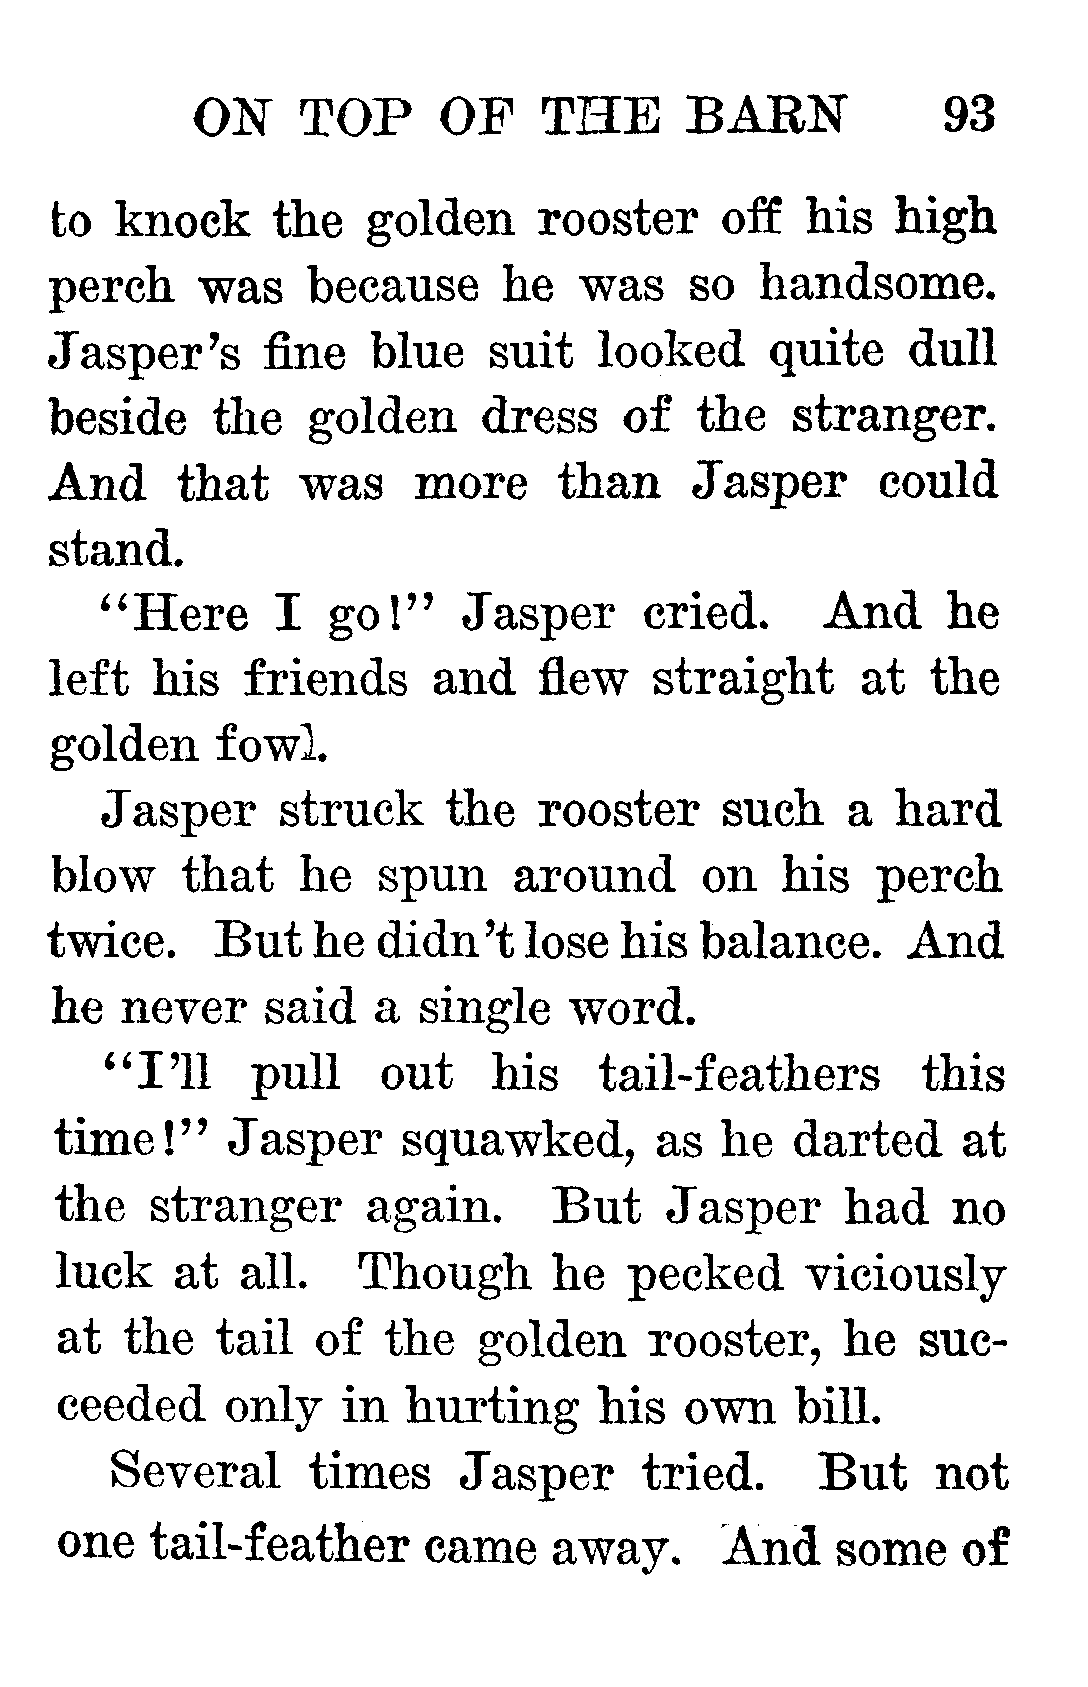 ON TOP OF THE BARN 93
to knock the golden rooster off his high
perch was because he was so handsome.
Jasper's fine blue suit looked quite dull
beside the golden dress of the stranger.
And that was more than Jasper could
stand.
“Here I go!” Jasper cried. And he
left his friends and flew straight at the
golden fowl.
Jasper struck the rooster such a hard
blow that he spun around on his perch
twice. But he didn't lose his balance. And
he never said a single word.
“I'll pull out his tail-feathers this
time!” Jasper squawked, as he darted at
the stranger again. But Jasper had no
luck at all. Though he pecked viciously
at the tail of the golden rooster, he suc-
ceeded only in hurting his own bill.
Several times Jasper tried. But not
one tail-feather came away. And some of